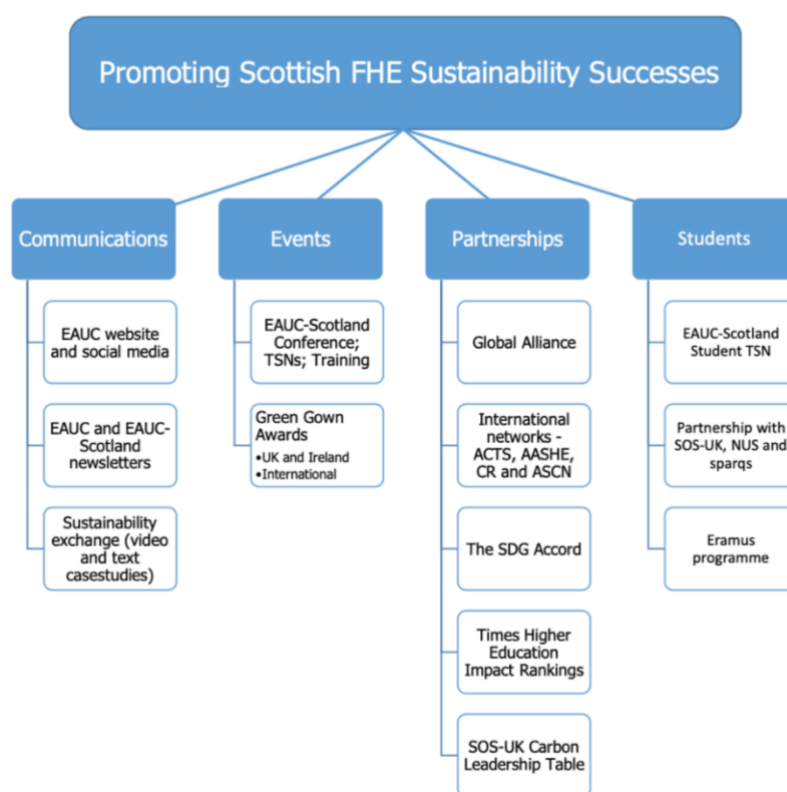 Promoting Scottish FHE Sustainability Successes
Communications
EAUC website
and social media
EAUC and EAUC-
Scotland
newsletters
Sustainability
exchange (video
and text
casestudies)
Events
EAUC-Scotland
Conference;
TSNs; Training
Green Gown
Awards
•UK and Ireland
•International
Partnerships
Global Alliance
International
networks -
ACTS, AASHE,
CR and ASCN
The SDG Accord
Times Higher
Education
Impact Rankings
SOS-UK Carbon
Leadership Table
Students
EAUC-Scotland
Student TSN
Partnership with
SOS-UK, NUS and
sparqs
Eramus
programme